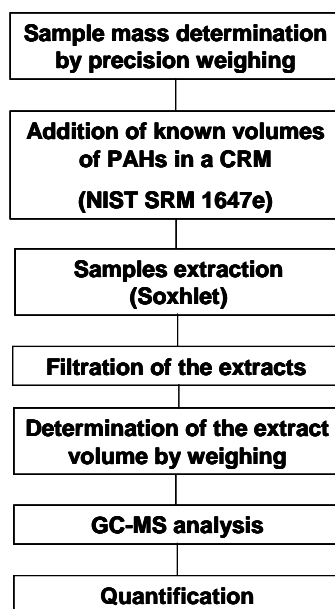 Sample mass determination
by precision weighing
Addition of known volumes
of PAHs in a CRM
(NIST SRM 1647e)
Samples extraction
(Soxhlet)
Filtration of the extracts
Determination of the extract
volume by weighing
GC-MS analysis
Quantification